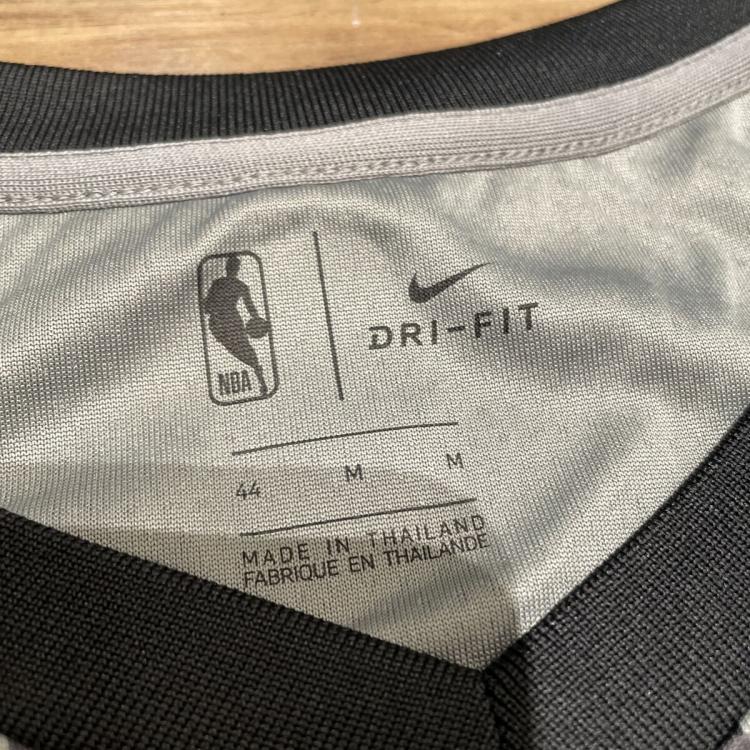 NBA
DRI-FIT
44 M M
MADE IN THAILAND
FABRIQUE EN THAILANDE